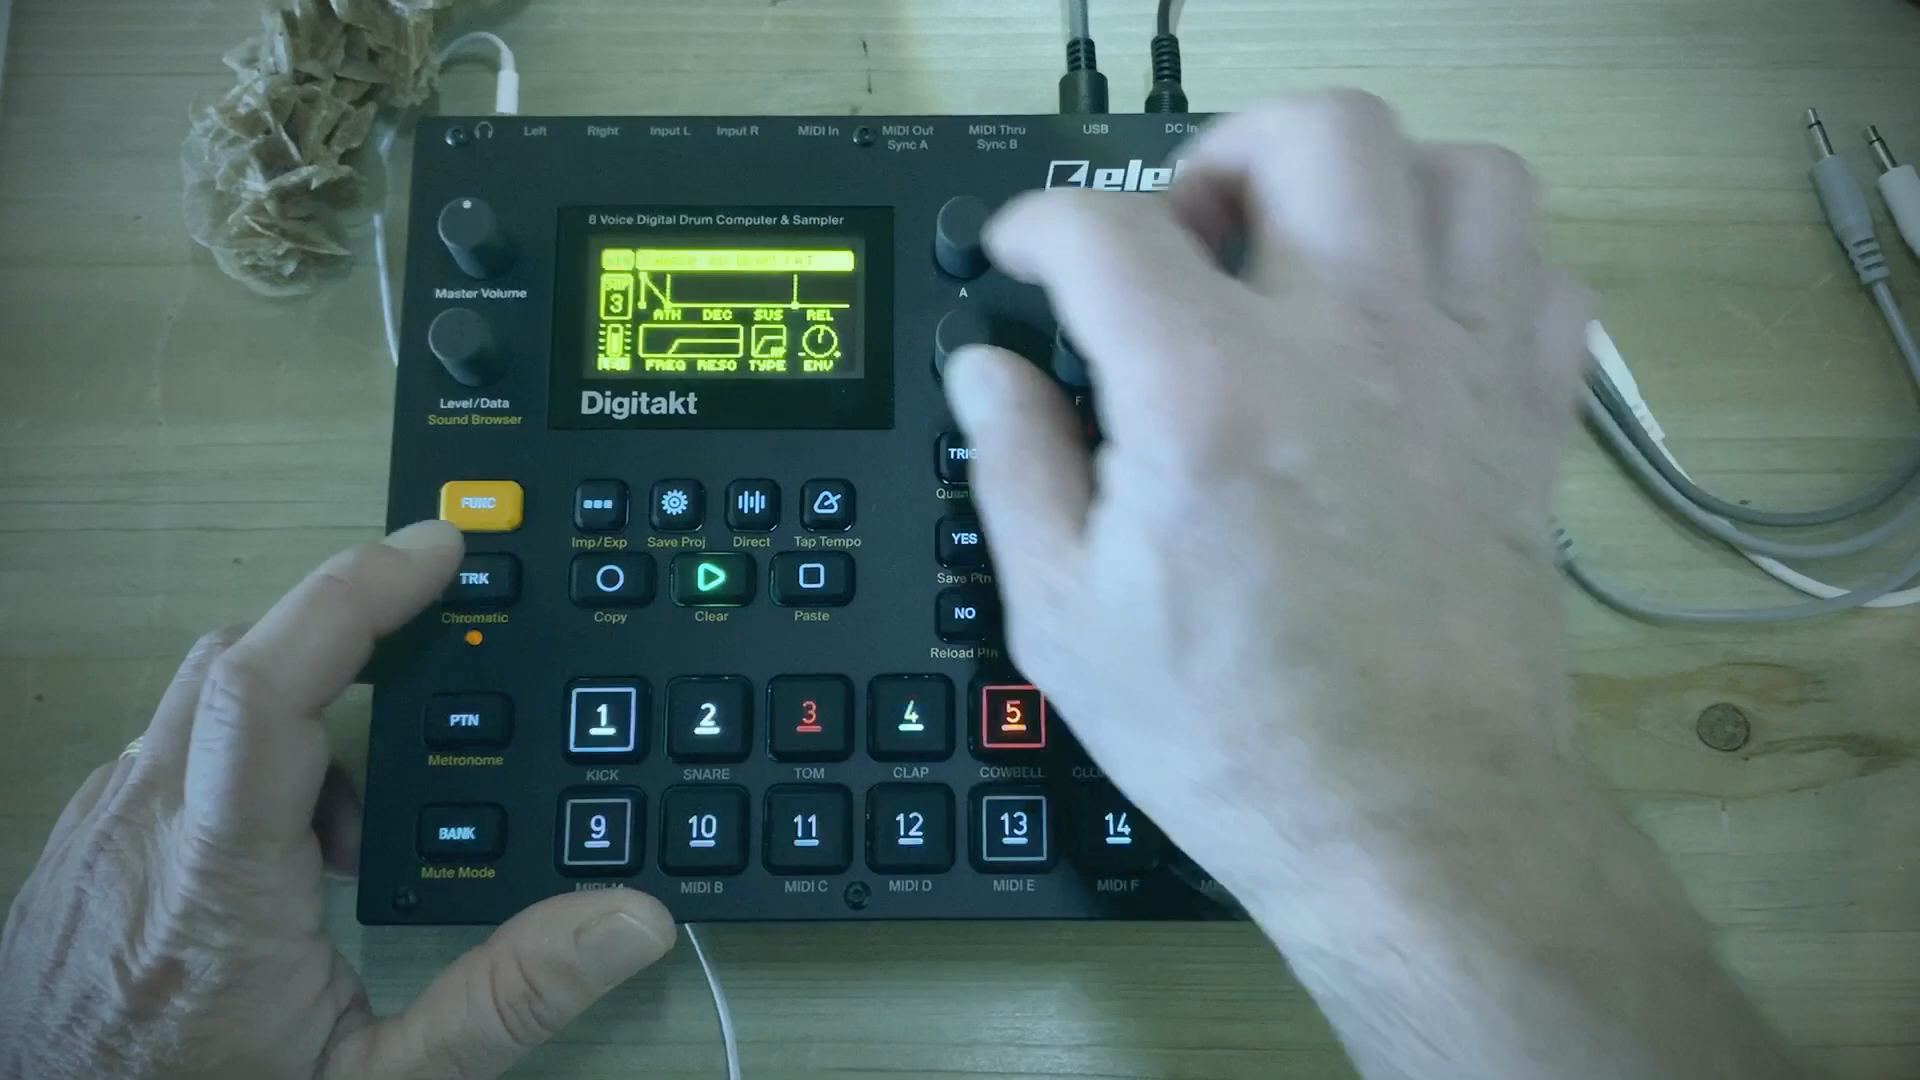 Left Right Input L Input R MIDI In MIDI Out MIDI Thru USB DC In
Sync A Sync B
8 Voice Digital Drum Computer & Sampler
Master Volume
A
3
ATK DEC SUS REL
FREQ RESO TYPE ENV
Digitakt
Level/Data
Sound Browser
FUNC
Imp/Exp Save Proj Direct Tap Tempo
YES
TRK
Save Ptn
Chromatic
Copy Clear Paste
NO
Reload Ptn
PTN
Metronome
1 2 3 4 5
KICK SNARE TOM CLAP COWBELL
BANK
Mute Mode
9 10 11 12 13 14
MIDI B MIDI C MIDI D MIDI E MIDI F